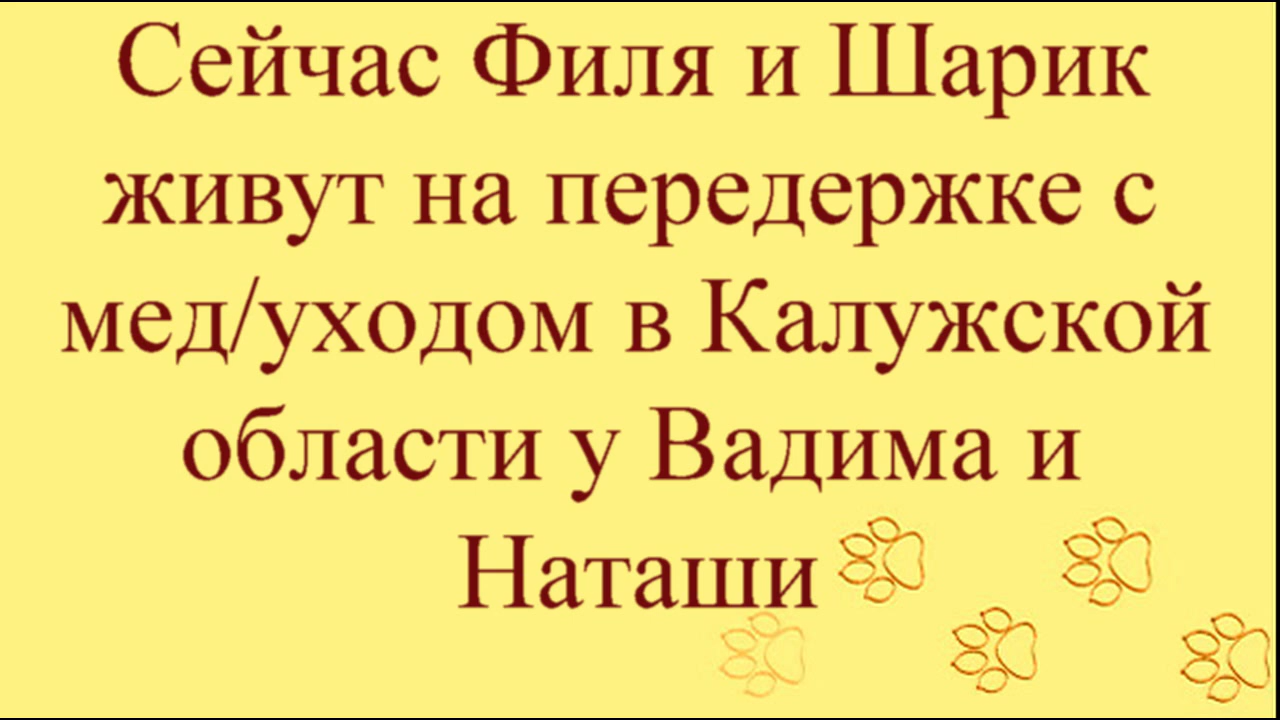 Сейчас Филя и Шарик
живут на передержке с
мед/уходом в Калужской
области у Вадима и
Наташи